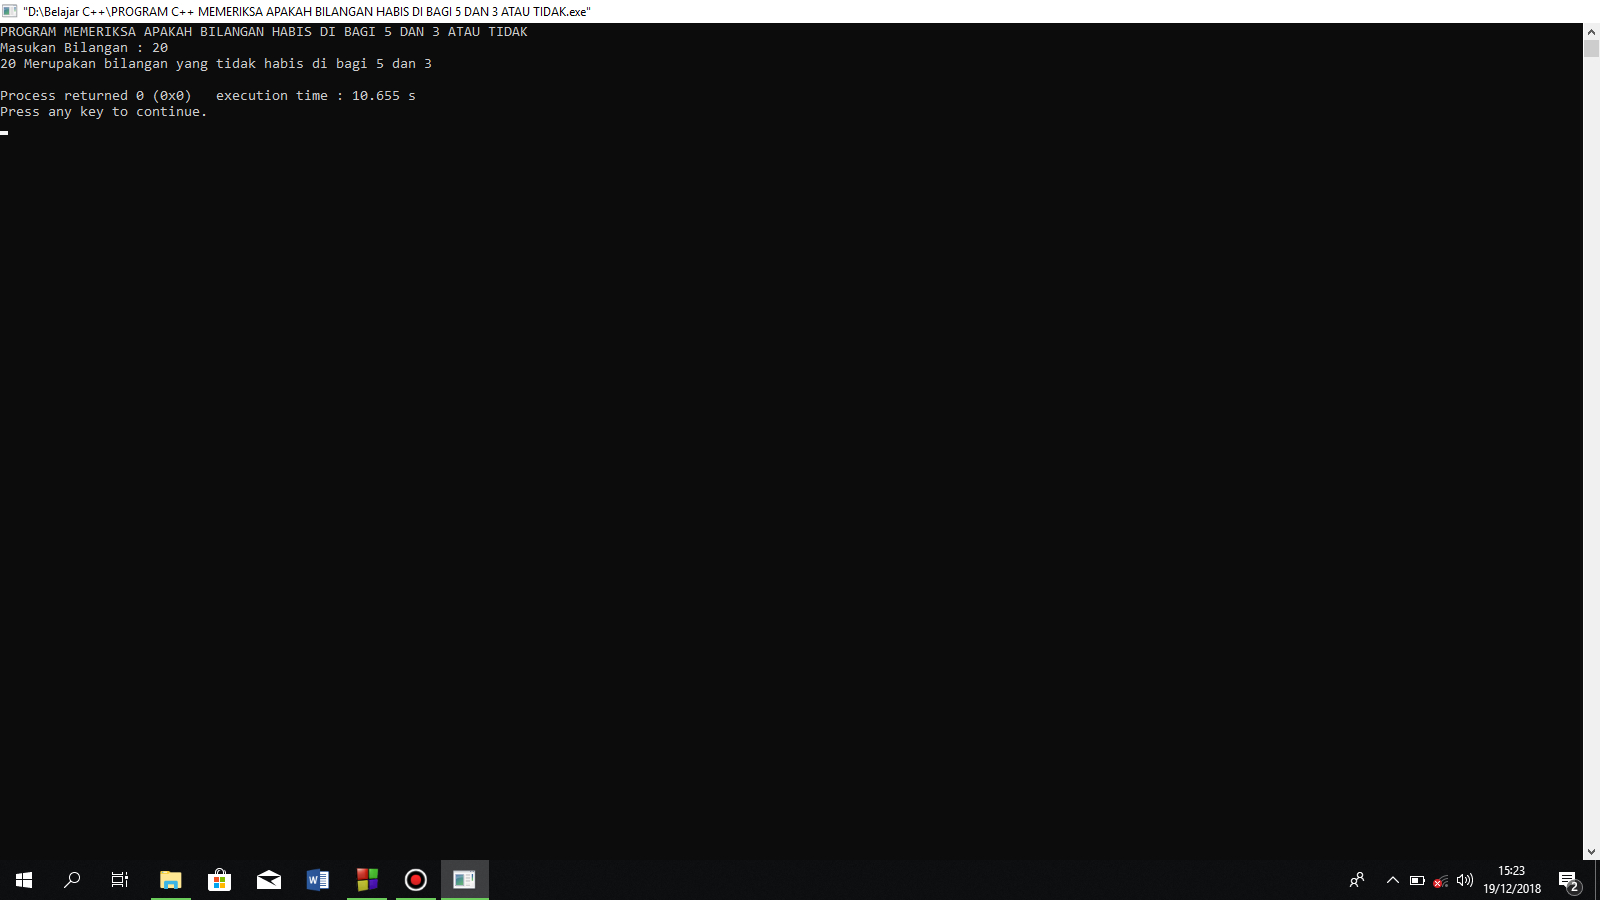 "D:\Belajar C++\PROGRAM C++ MEMERIKSA APAKAH BILANGAN HABIS DI BAGI 5 DAN 3 ATAU TIDAK.exe"
PROGRAM MEMERIKSA APAKAH BILANGAN HABIS DI BAGI 5 DAN 3 ATAU TIDAK
Masukan Bilangan : 20
20 Merupakan bilangan yang tidak habis di bagi 5 dan 3
Process returned 0 (0x0)   execution time : 10.655 s
Press any key to continue.
15:23
19/12/2018
2